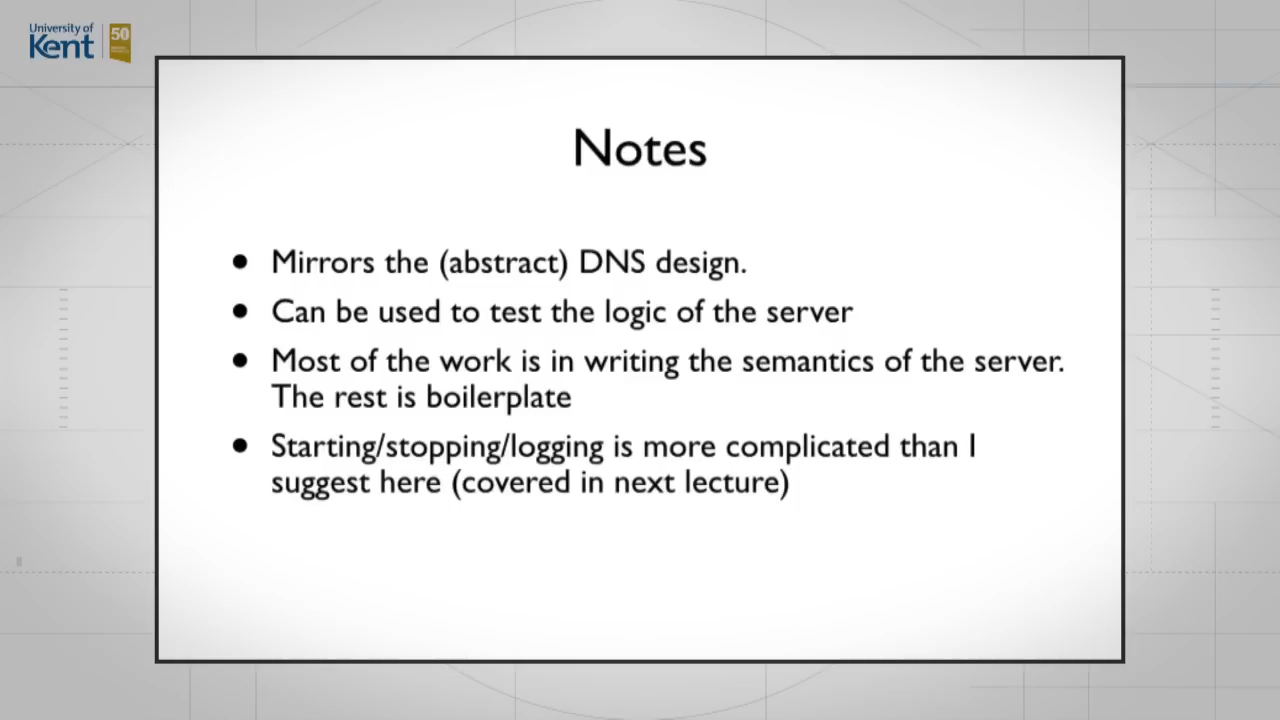 University of
Kent
50
Notes
• Mirrors the (abstract) DNS design.
• Can be used to test the logic of the server
• Most of the work is in writing the semantics of the server.
The rest is boilerplate
• Starting/stopping/logging is more complicated than I
suggest here (covered in next lecture)